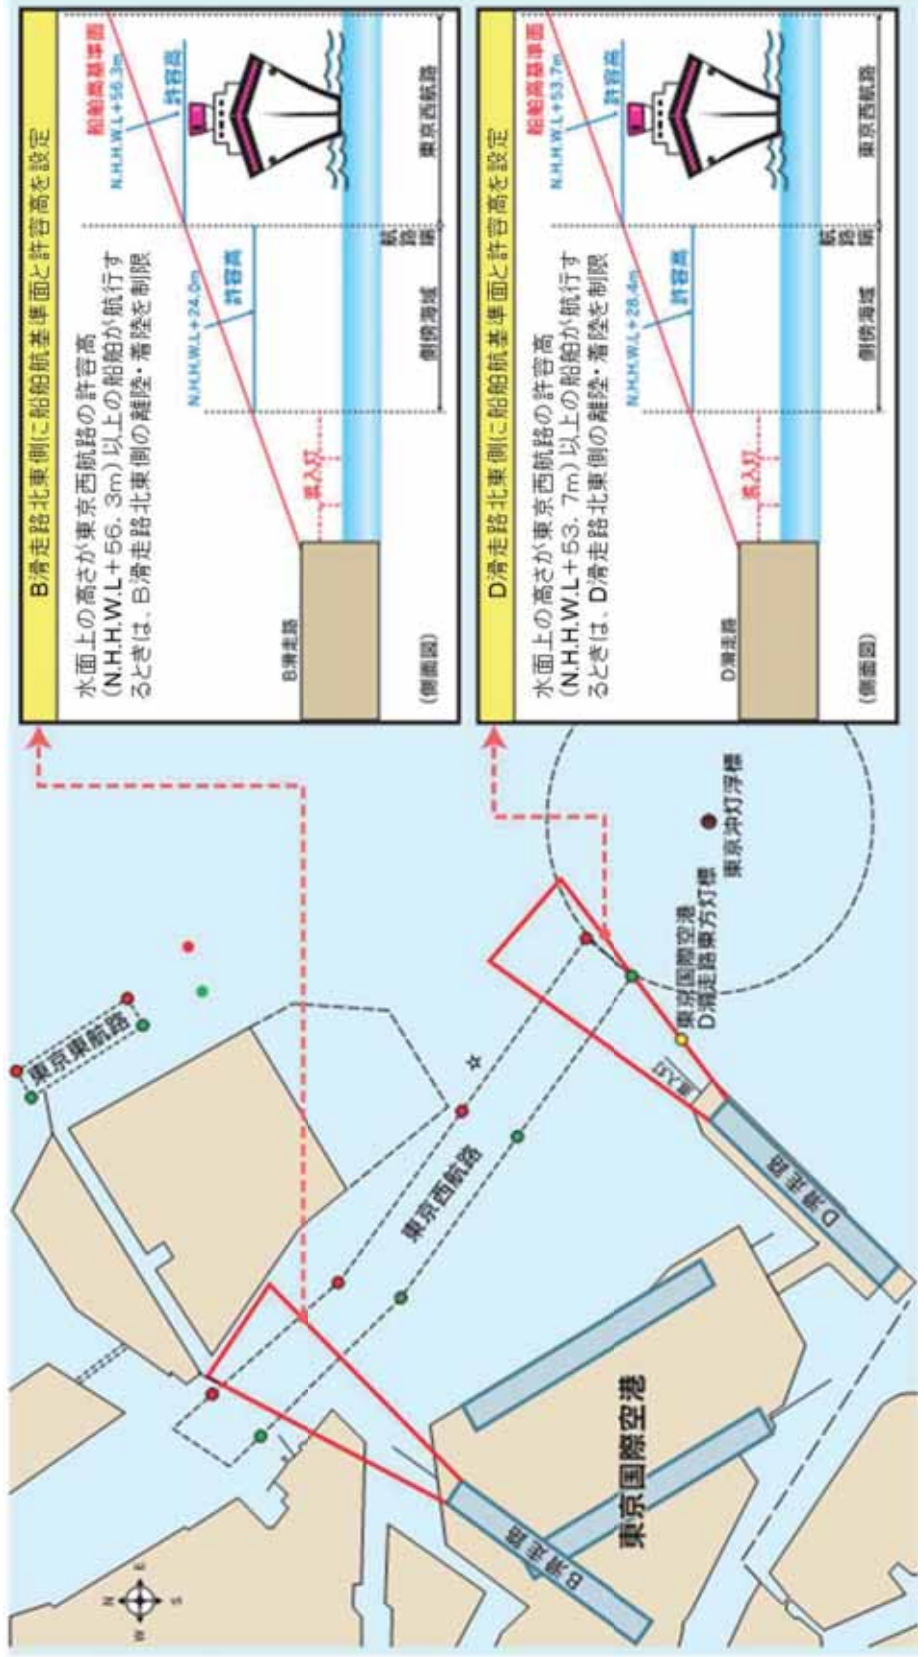 B滑走路北東側に船舶航基準面と許容高を設定
水面上の高さが東京西航路の許容高
(N.H.H.W.L+56. 3m)以上の船舶が航行す
るときは、B滑走路北東側の離陸・着陸を制限
船舶高基準面
N.H.H.W.L+56.3m
許容高
N.H.H.W.L+24.0m
許容高
進入灯
B滑走路
(側面図)
側傍海域
航路端
東京西航路
D滑走路北東側に船舶航基準面と許容高を設定
水面上の高さが東京西航路の許容高
(N.H.H.W.L+53. 7m)以上の船舶が航行す
るときは、D滑走路北東側の離陸・着陸を制限
船舶高基準面
N.H.H.W.L+53.7m
許容高
N.H.H.W.L+28.4m
許容高
進入灯
D滑走路
(側面図)
側傍海域
航路端
東京西航路
N
E
S
W
東京東航路
東京西航路
B滑走路
東京国際空港
D滑走路
進入灯
東京国際空港
D滑走路東方灯標
東京沖灯浮標